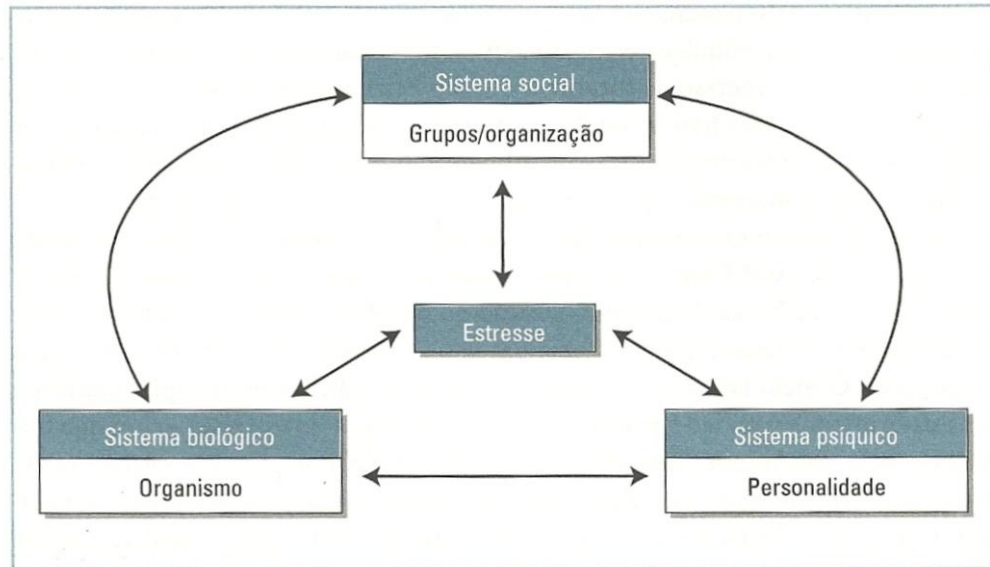 Sistema social
Grupos/organização
Estresse
Sistema biológico
Organismo
Sistema psíquico
Personalidade